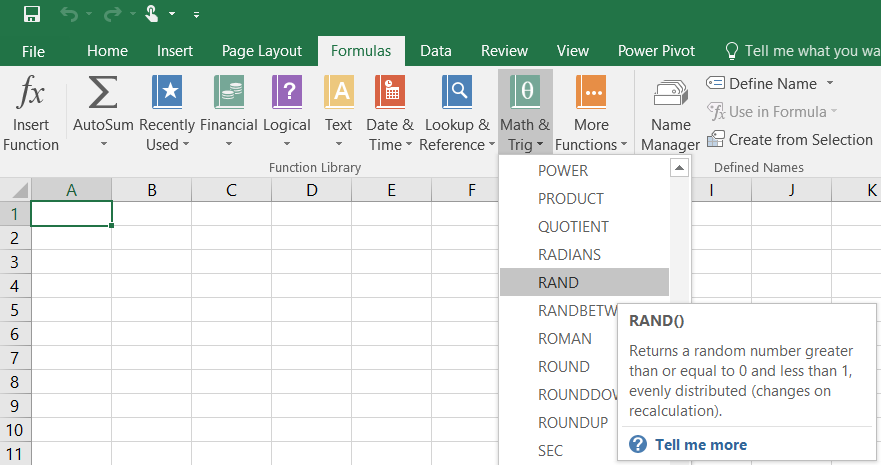 File Home Insert Page Layout Formulas Data Review View Power Pivot Tell me what you wa
fx
Insert
Function
Σ
AutoSum
Recently
Used
Financial
Logical
?
A
Text
Date &
Time
Lookup &
Reference
θ
Math &
Trig
More
Functions
Function Library
Name
Manager
Define Name
fx Use in Formula
Create from Selection
Defined Names
A B C D E F I J K
1
2
3
4
5
6
7
8
9
10
11
POWER
PRODUCT
QUOTIENT
RADIANS
RAND
RANDBETW
ROMAN
ROUND
ROUNDDOW
ROUNDUP
SEC
RAND()
Returns a random number greater
than or equal to 0 and less than 1,
evenly distributed (changes on
recalculation).
? Tell me more